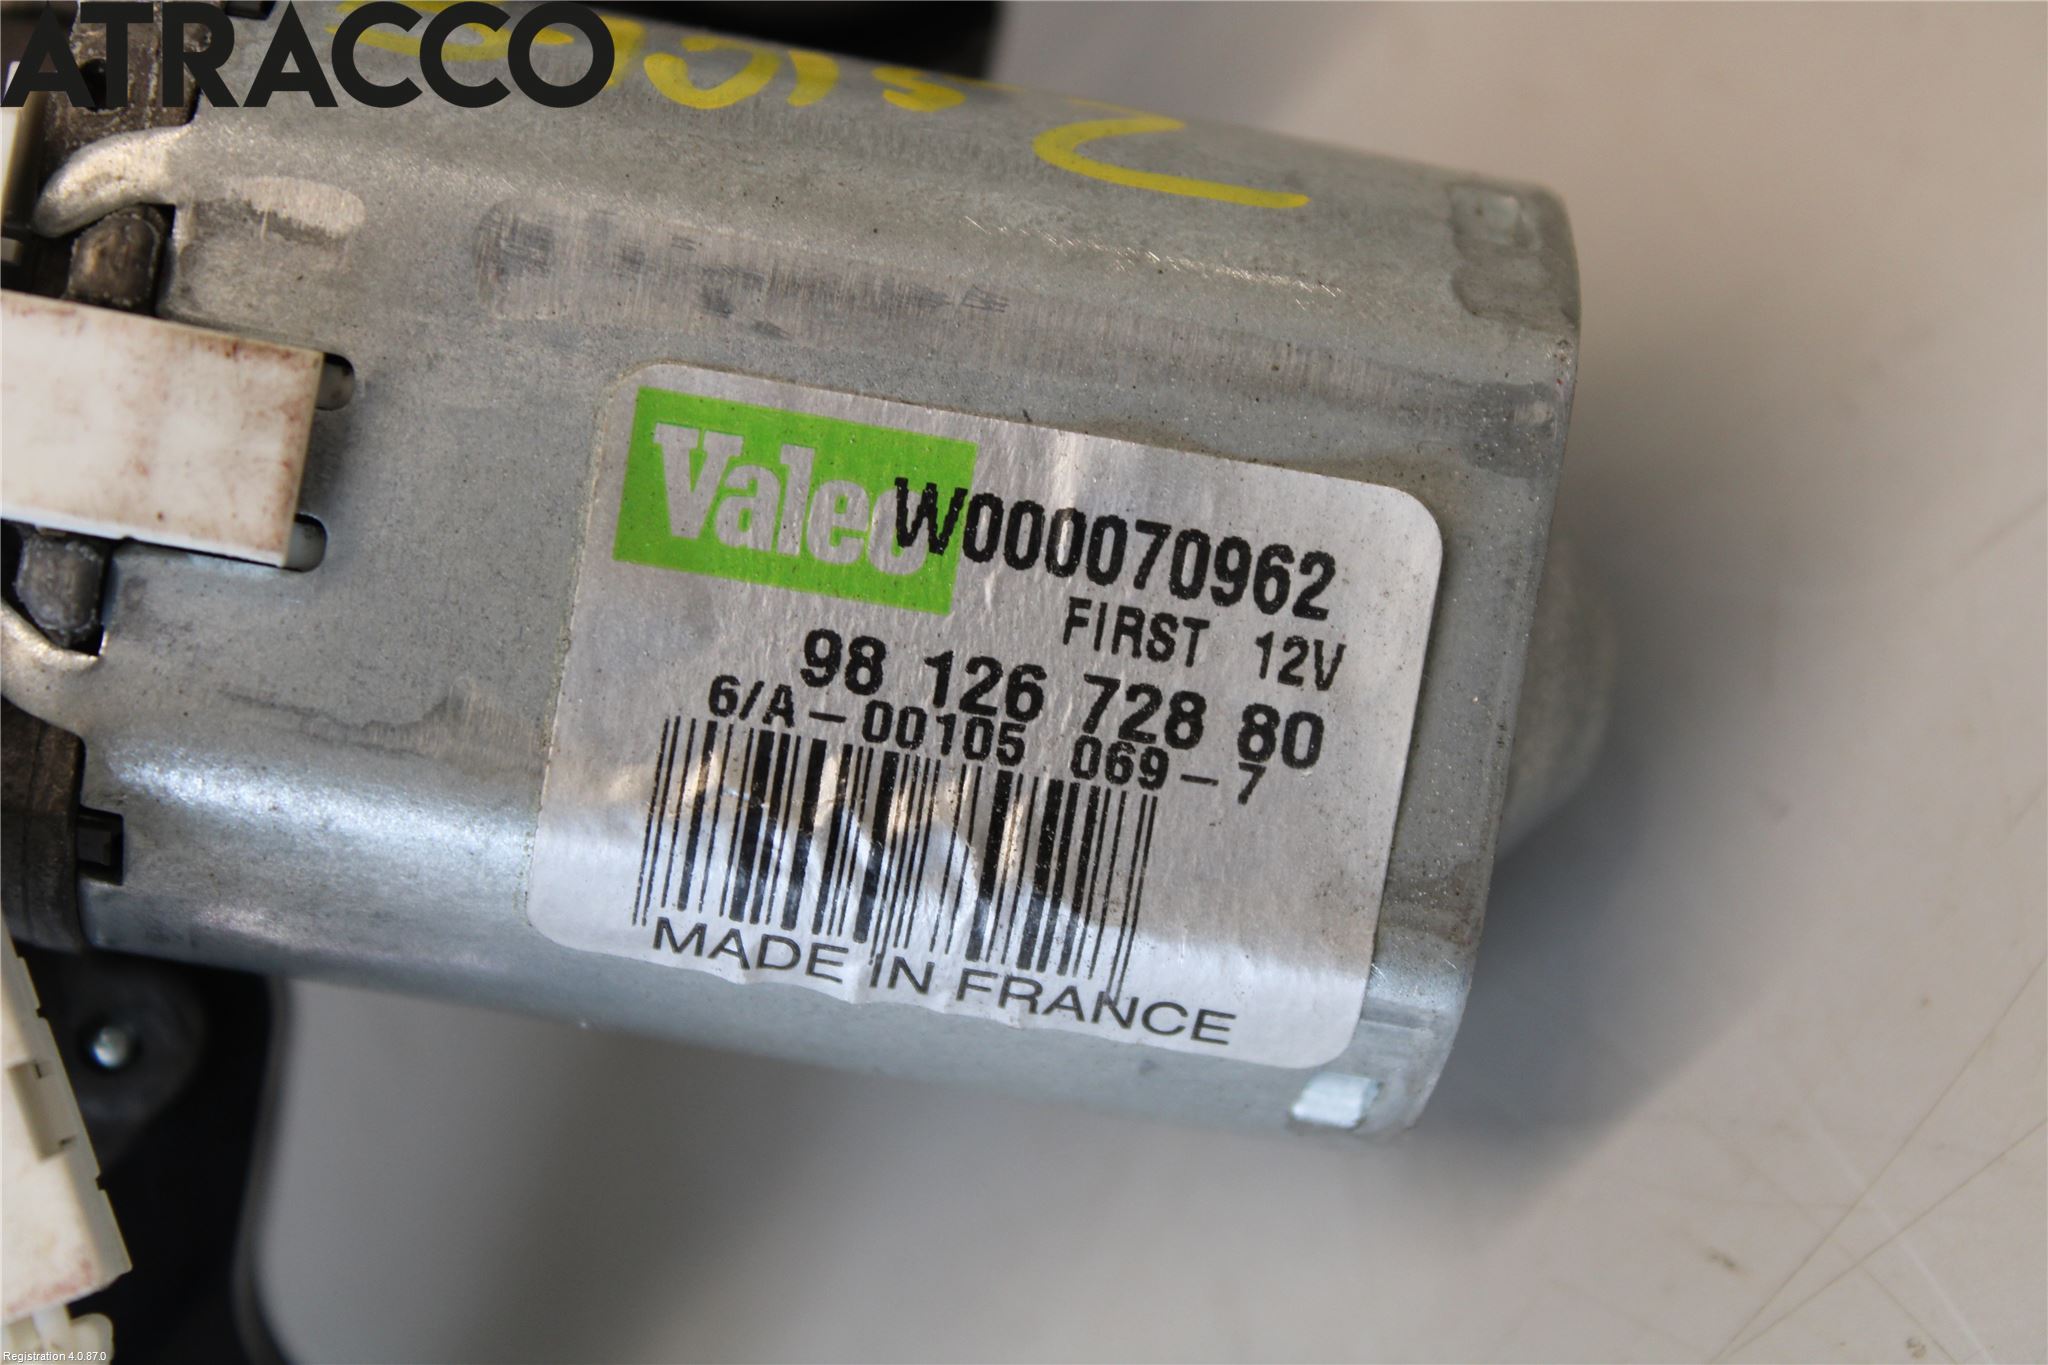 ATRACCO
Valeo
W000070962
FIRST 12V
98 126 728 80
6/A-00105 069-7
MADE IN FRANCE
Registration 4.0.87.0